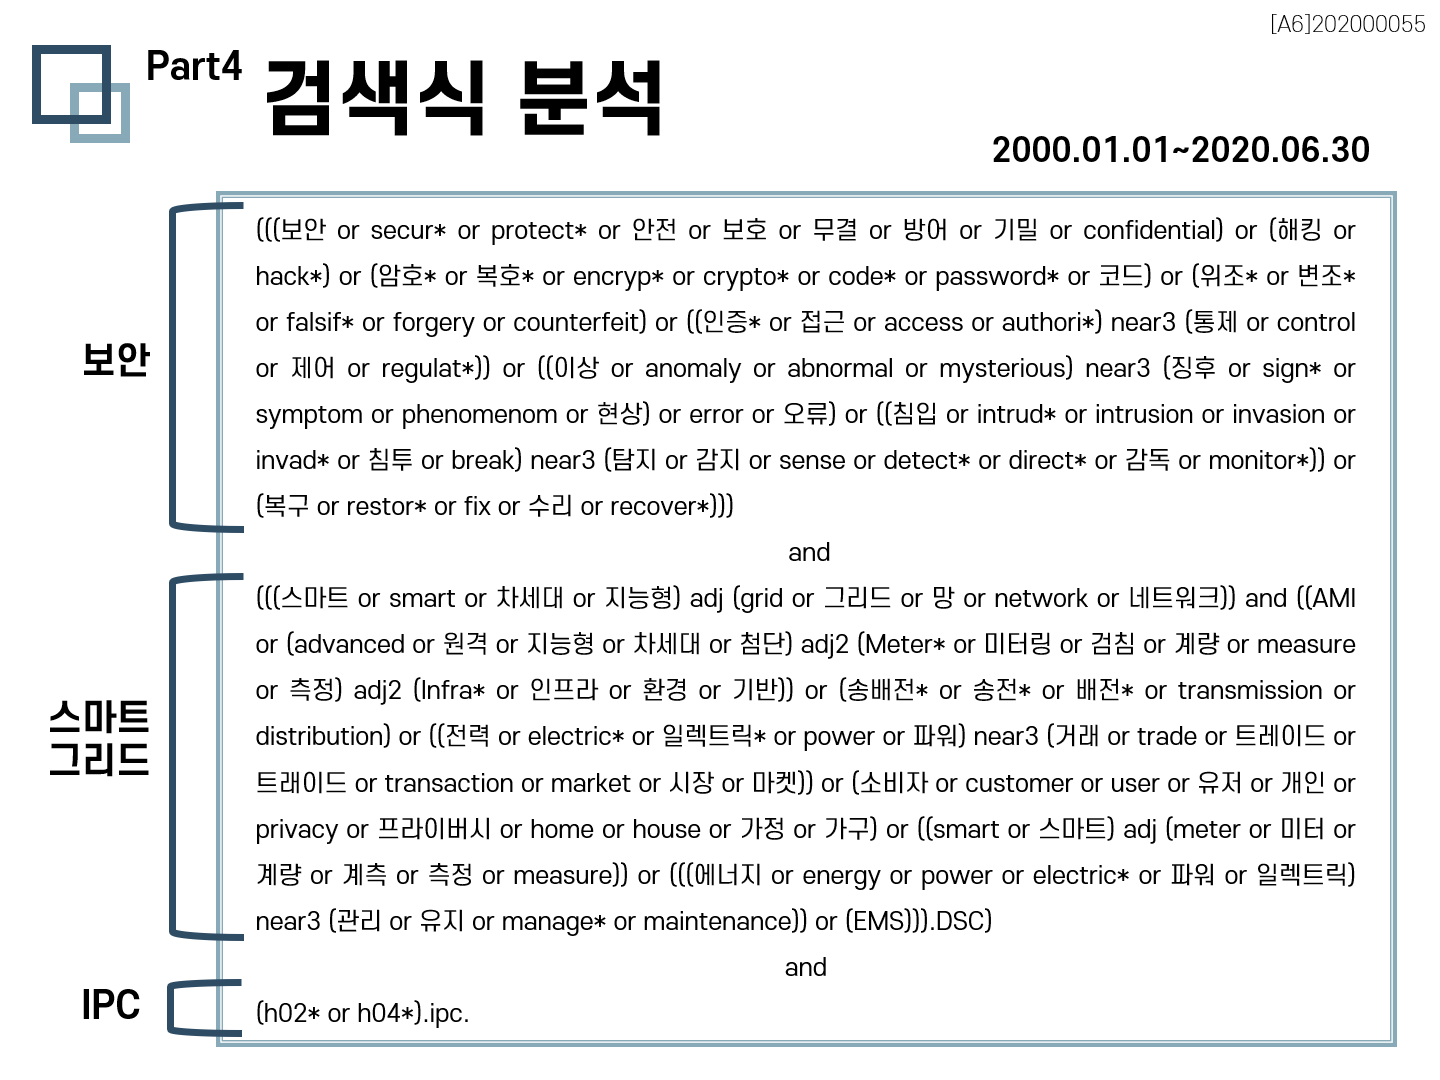 [A6]202000055
Part4 검색식 분석
2000.01.01~2020.06.30
보안
(((보안 or secur* or protect* or 안전 or 보호 or 무결 or 방어 or 기밀 or confidential) or (해킹 or
hack*) or (암호* or 복호* or encryp* or crypto* or code* or password* or 코드) or (위조* or 변조*
or falsif* or forgery or counterfeit) or ((인증* or 접근 or access or authori*) near3 (통제 or control
or 제어 or regulat*)) or ((이상 or anomaly or abnormal or mysterious) near3 (징후 or sign* or
symptom or phenomenom or 현상) or error or 오류) or ((침입 or intrud* or intrusion or invasion or
invad* or 침투 or break) near3 (탐지 or 감지 or sense or detect* or direct* or 감독 or monitor*)) or
(복구 or restor* or fix or 수리 or recover*)))
and
스마트
그리드
(((스마트 or smart or 차세대 or 지능형) adj (grid or 그리드 or 망 or network or 네트워크)) and ((AMI
or (advanced or 원격 or 지능형 or 차세대 or 첨단) adj2 (Meter* or 미터링 or 검침 or 계량 or measure
or 측정) adj2 (Infra* or 인프라 or 환경 or 기반)) or (송배전* or 송전* or 배전* or transmission or
distribution) or ((전력 or electric* or 일렉트릭* or power or 파워) near3 (거래 or trade or 트레이드 or
트래이드 or transaction or market or 시장 or 마켓)) or (소비자 or customer or user or 유저 or 개인 or
privacy or 프라이버시 or home or house or 가정 or 가구) or ((smart or 스마트) adj (meter or 미터 or
계량 or 계측 or 측정 or measure)) or (((에너지 or energy or power or electric* or 파워 or 일렉트릭)
near3 (관리 or 유지 or manage* or maintenance)) or (EMS))).DSC)
and
IPC
(h02* or h04*).ipc.